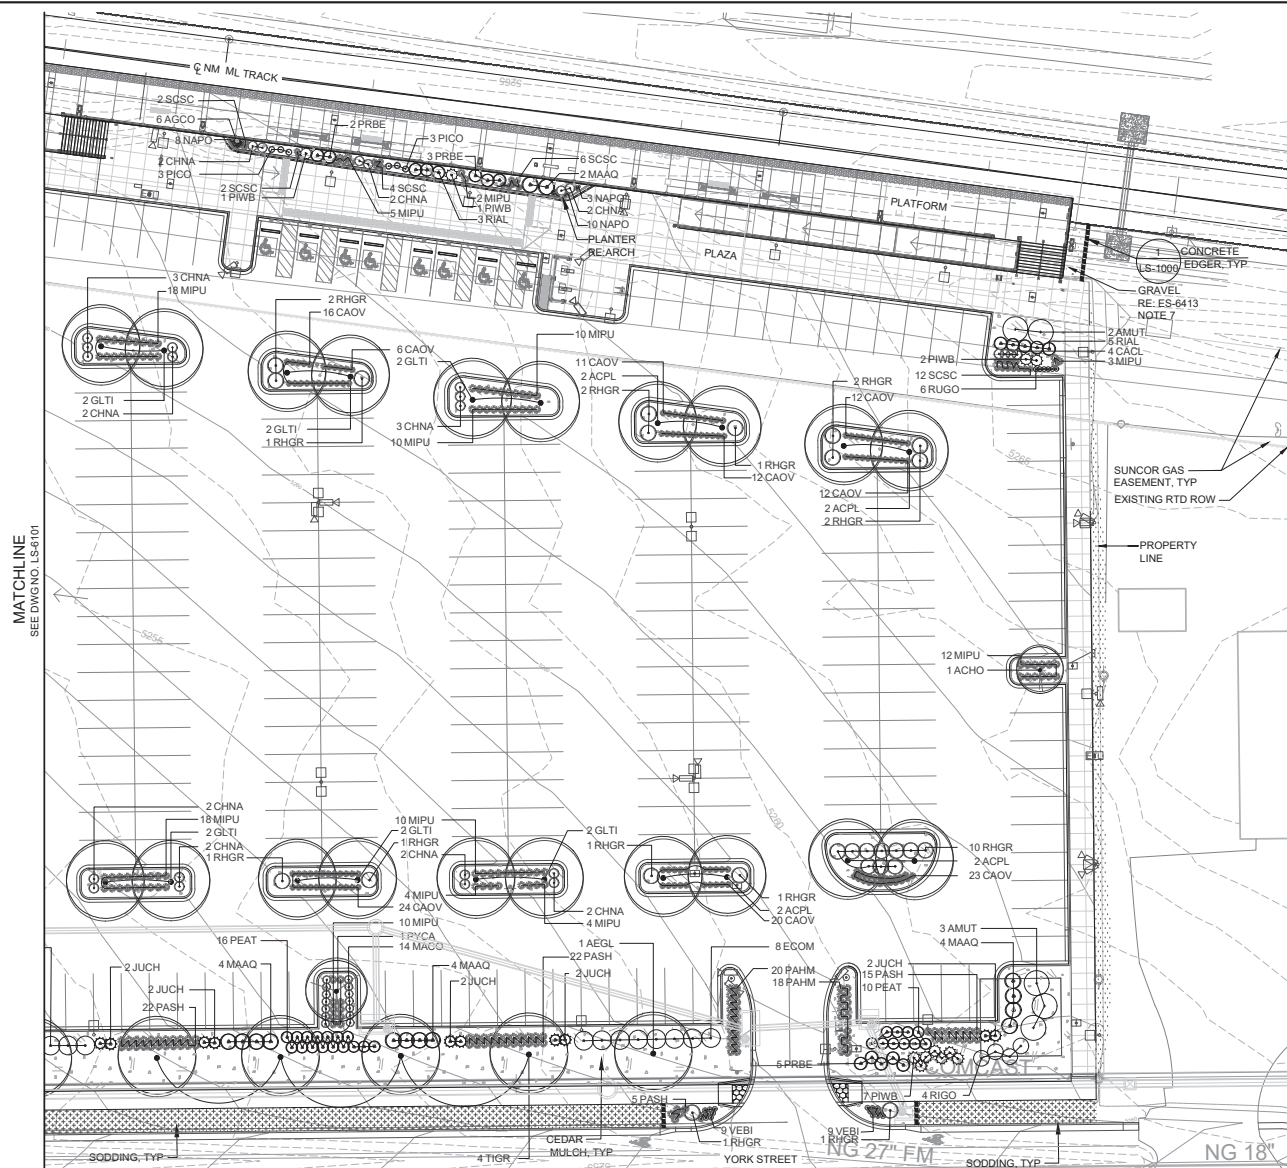 ℄ NM ML TRACK
5265
2 SCSC
6 AGCO
8 NAPO
2 CHNA
3 PICO
2 SCSC
1 PIWB
2 PRBE
3 PICO
3 PRBE
4 SCSC
2 CHNA
5 MIPU
2 MIPU
1 PIWB
3 RIAL
6 SCSC
2 MAAQ
3 NAPO
2 CHNA
10 NAPO
PLANTER
RE: ARCH
PLATFORM
PLAZA
1
LS-1000
CONCRETE
EDGER, TYP
GRAVEL
RE: ES-6413
NOTE 7
3 CHNA
18 MIPU
2 GLTI
2 CHNA
2 RHGR
16 CAOV
2 GLTI
1 RHGR
6 CAOV
2 GLTI
10 MIPU
3 CHNA
10 MIPU
11 CAOV
2 ACPL
2 RHGR
1 RHGR
12 CAOV
2 RHGR
12 CAOV
12 CAOV
2 ACPL
2 RHGR
2 AMUT
5 RIAL
4 CACL
3 MIPU
2 PIWB
12 SCSC
6 RUGO
5265
SUNCOR GAS
EASEMENT, TYP
EXISTING RTD ROW
PROPERTY
LINE
MATCHLINE
SEE DWG NO. LS-6101
5255
12 MIPU
1 ACHO
5260
2 CHNA
18 MIPU
2 GLTI
2 CHNA
1 RHGR
10 MIPU
2 GLTI
1 RHGR
2 CHNA
4 MIPU
24 CAOV
2 GLTI
1 RHGR
2 CHNA
4 MIPU
1 RHGR
2 ACPL
20 CAOV
10 RHGR
2 ACPL
23 CAOV
10 MIPU
1 PYCA
14 MACO
16 PEAT
4 MAAQ
2 JUCH
2 JUCH
22 PASH
4 MAAQ
2 JUCH
1 AEGL
22 PASH
2 JUCH
8 ECOM
20 PAHM
18 PAHM
2 JUCH
15 PASH
10 PEAT
3 AMUT
4 MAAQ
5 PRBE
COMCAST
7 PIWB
4 RIGO
5 PASH
9 VEBI
1 RHGR
9 VEBI
1 RHGR
SODDING, TYP
4 TIGR
CEDAR
MULCH, TYP
YORK STREET
NG 27" FM
SODDING, TYP
NG 18"
5255